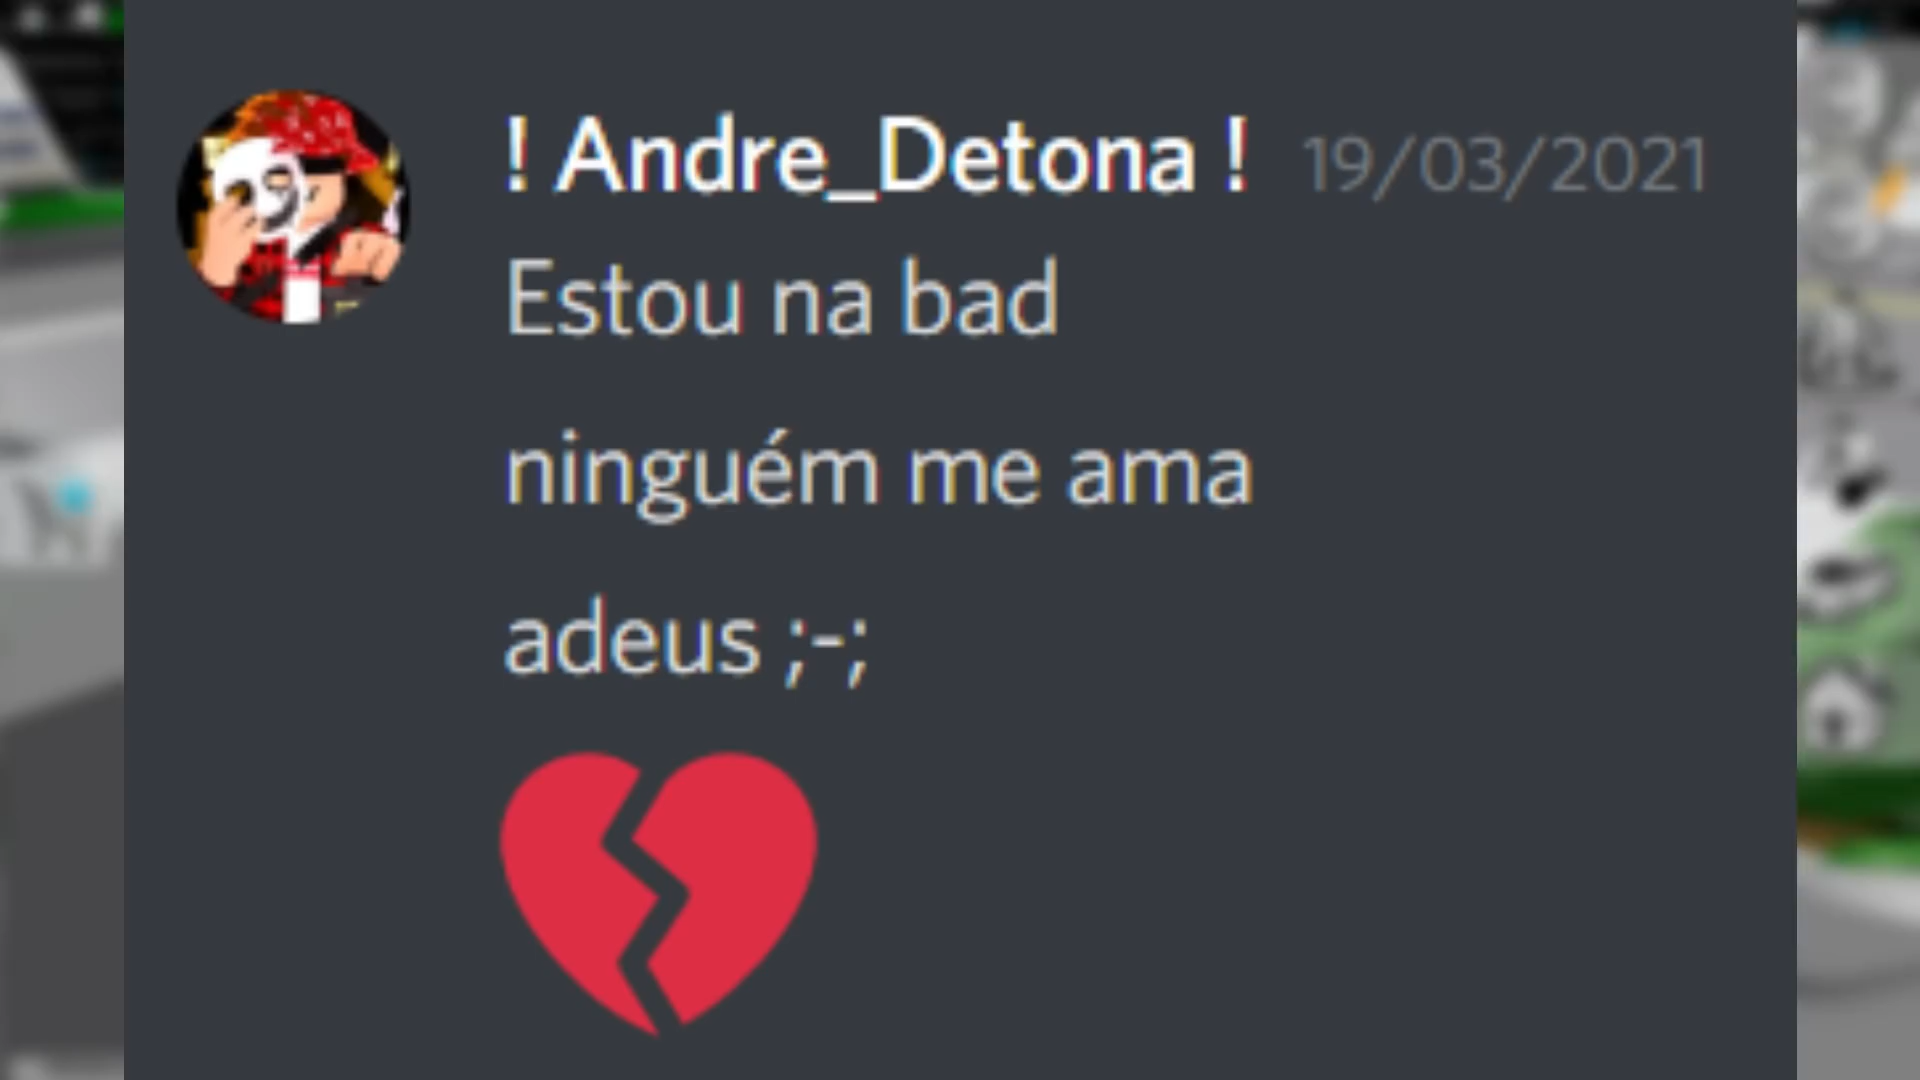 ! Andre_Detona ! 19/03/2021
Estou na bad
ninguém me ama
adeus ;-;